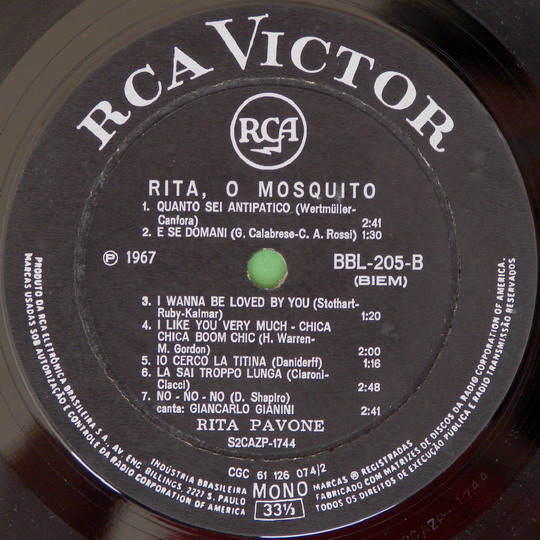 RCA VICTOR
RCA
RITA, O MOSQUITO
1. QUANTO SEI ANTIPATICO (Wertmüller-
Canfora) 2:41
2. E SE DOMANI (G. Calabrese-C. A. Rossi) 1:30
℗ 1967
BBL-205-B
(BIEM)
3. I WANNA BE LOVED BY YOU (Stothart-
Ruby-Kalmar) 1:20
4. I LIKE YOU VERY MUCH - CHICA
CHICA BOOM CHIC (H. Warren-
M. Gordon) 2:00
5. IO CERCO LA TITINA (Daniderff) 1:16
6. LA SAI TROPPO LUNGA (Claroni-
Ciacci) 2:48
7. NO - NO - NO (D. Shapiro)
canta: GIANCARLO GIANINI 2:41
RITA PAVONE
S2CAZP-1744
CGC 61 126 074/2
MONO
33⅓
PRODUTO DA RCA ELETRÔNICA BRASILEIRA S.A., AV. ENG. BILLINGS, 2227 S. PAULO
INDÚSTRIA BRASILEIRA
MARCAS USADAS SOB AUTORIZAÇÃO E CONTROLE DA RADIO CORPORATION OF AMERICA
MARCAS ® REGISTRADAS
FABRICADO COM MATRIZES DE DISCOS DA RADIO CORPORATION OF AMERICA.
TODOS OS DIREITOS DE EXECUÇÃO PUBLICA E RADIO TRANSMISSÃO RESERVADOS